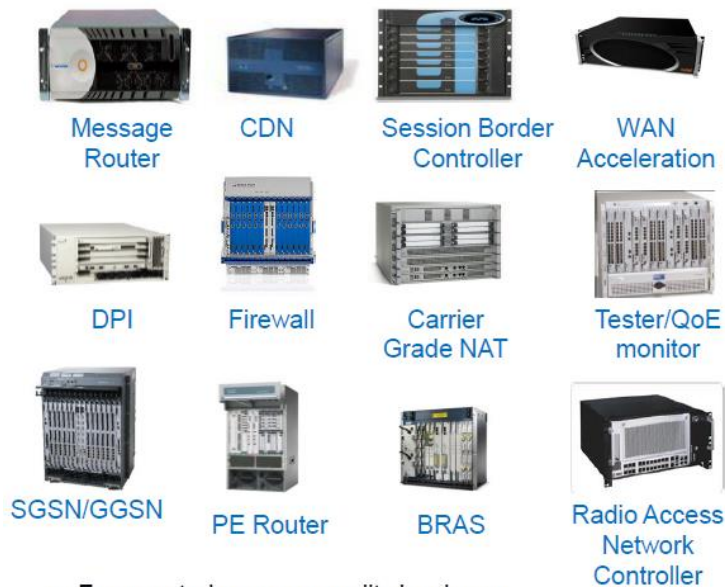 Message
Router
CDN
Session Border
Controller
WAN
Acceleration
DPI
Firewall
Carrier
Grade NAT
Tester/QoE
monitor
SGSN/GGSN
PE Router
BRAS
Radio Access
Network
Controller